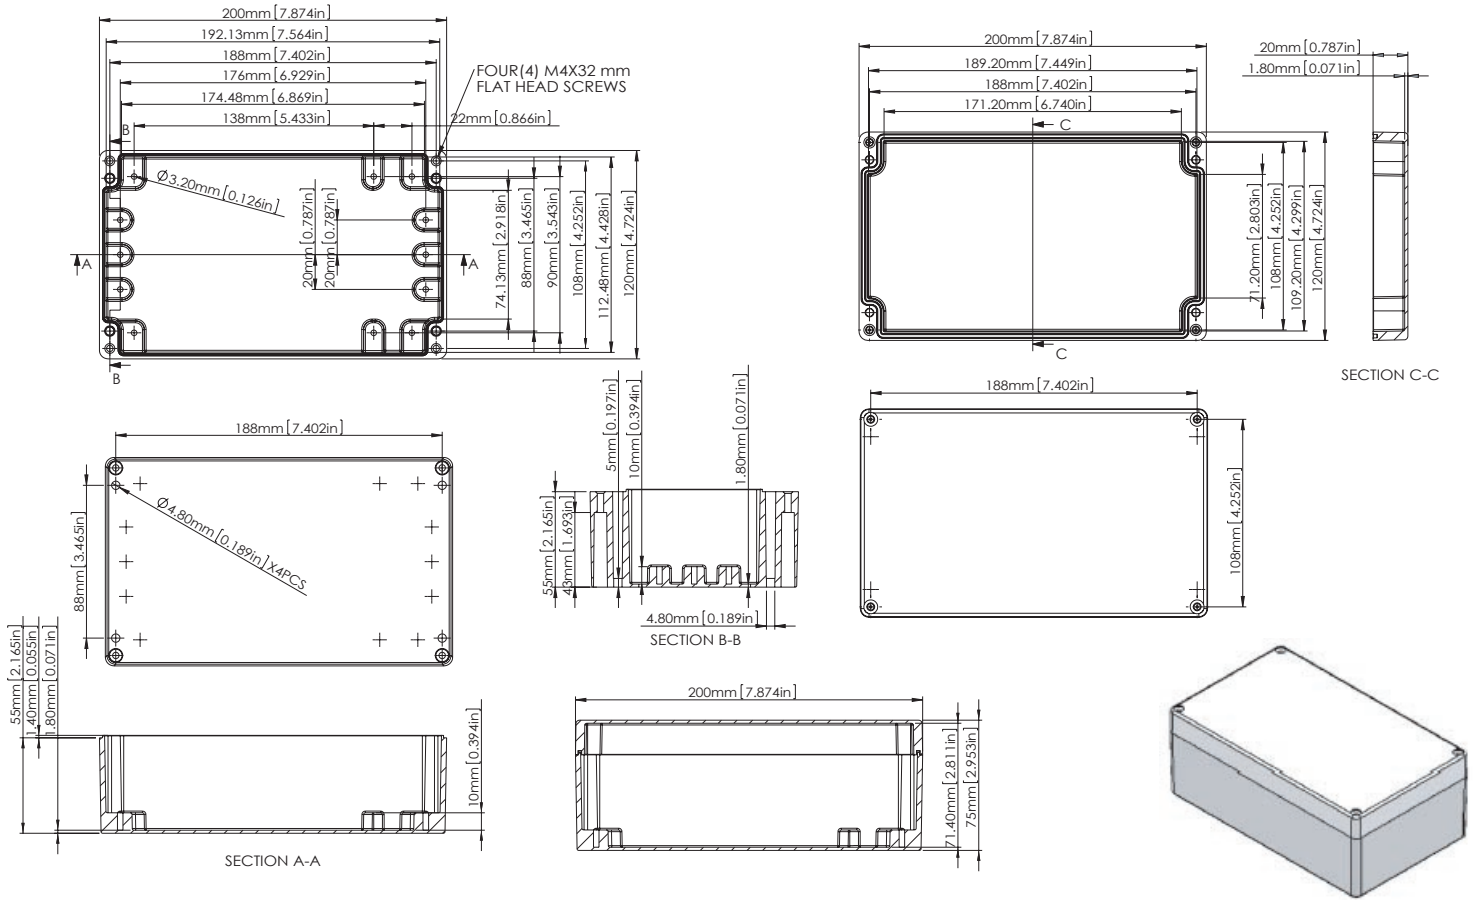 200mm[7.874in]
192.13mm[7.564in]
188mm[7.402in]
176mm[6.929in]
174.48mm[6.869in]
138mm[5.433in]
22mm[0.866in]
FOUR(4) M4X32 mm
FLAT HEAD SCREWS
B
Ø3.20mm[0.126in]
20mm[0.787in]
20mm[0.787in]
74.13mm[2.918in]
88mm[3.465in]
90mm[3.543in]
108mm[4.252in]
112.48mm[4.428in]
120mm[4.724in]
A
A
B
200mm[7.874in]
189.20mm[7.449in]
188mm[7.402in]
171.20mm[6.740in]
C
71.20mm[2.803in]
108mm[4.252in]
109.20mm[4.299in]
120mm[4.724in]
C
20mm[0.787in]
1.80mm[0.071in]
SECTION C-C
188mm[7.402in]
88mm[3.465in]
Ø4.80mm[0.189in]X4PCS
55mm[2.165in]
43mm[1.693in]
5mm[0.197in]
10mm[0.394in]
1.80mm[0.071in]
4.80mm[0.189in]
SECTION B-B
188mm[7.402in]
108mm[4.252in]
55mm[2.165in]
1.40mm[0.055in]
1.80mm[0.071in]
10mm[0.394in]
SECTION A-A
200mm[7.874in]
71.40mm[2.811in]
75mm[2.953in]